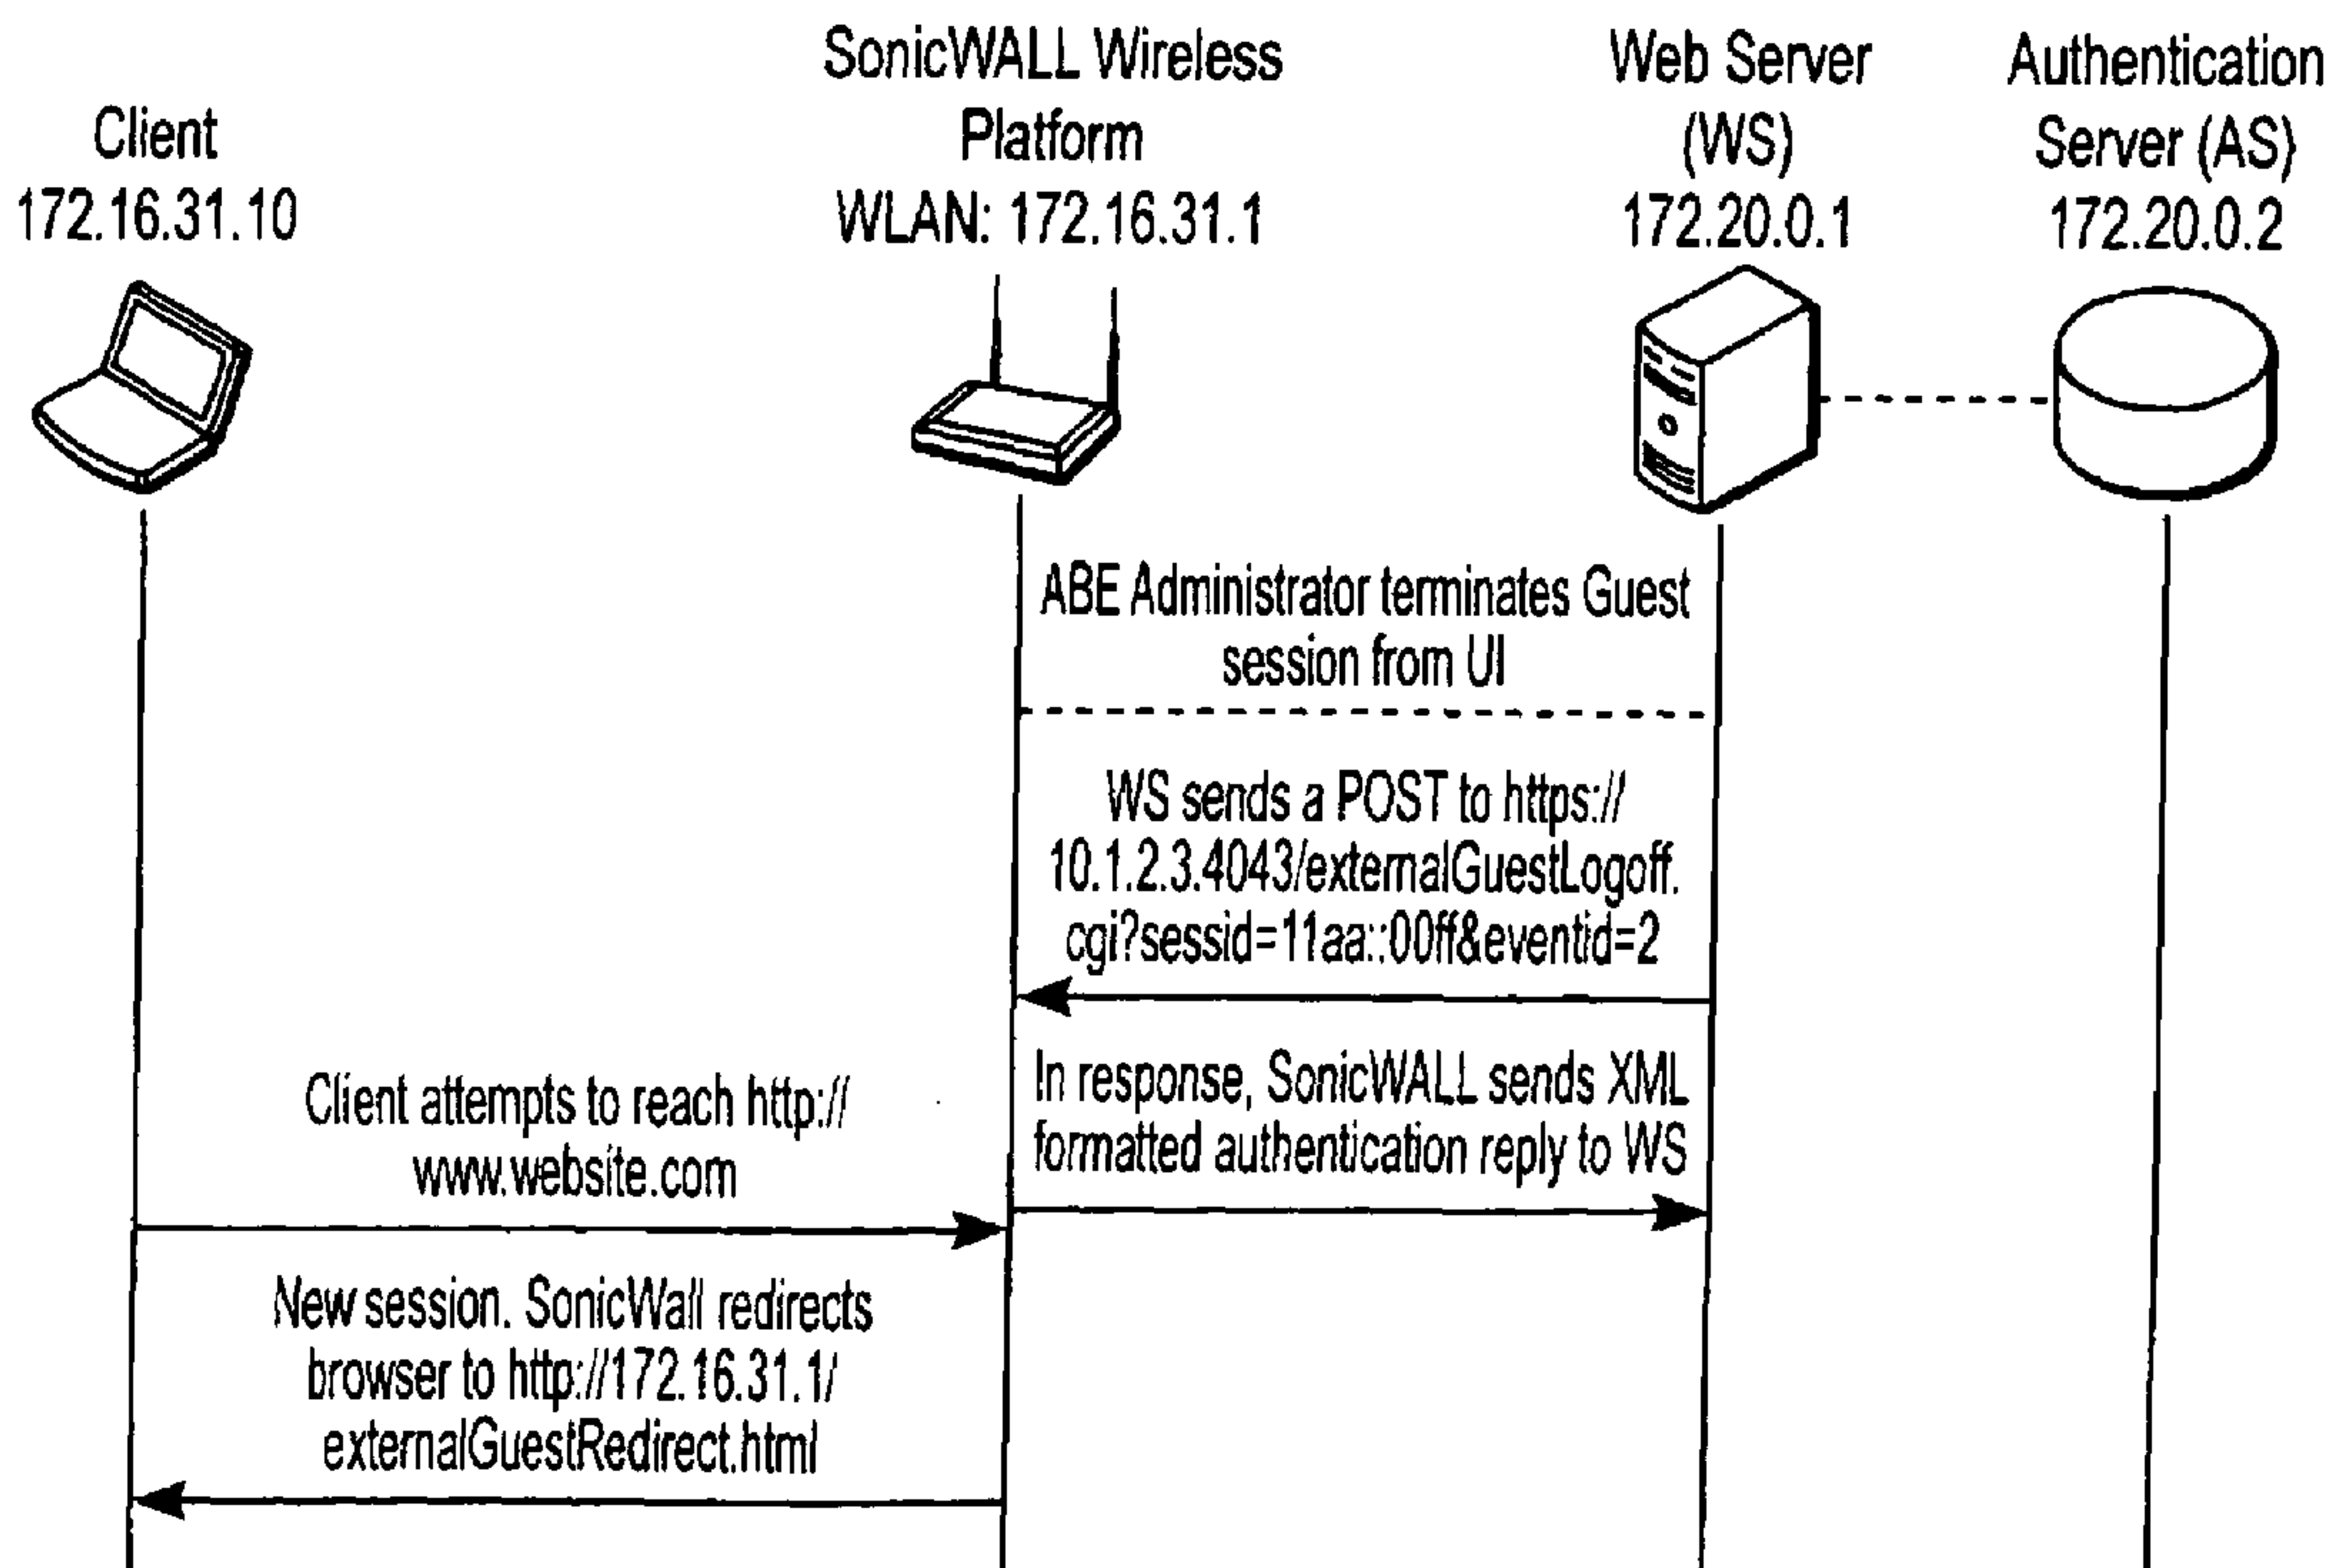 Client
172.16.31.10
SonicWALL Wireless
Platform
WLAN: 172.16.31.1
Web Server
(WS)
172.20.0.1
Authentication
Server (AS)
172.20.0.2
ABE Administrator terminates Guest
session from UI
WS sends a POST to https://
10.1.2.3.4043/externalGuestLogoff.
cgi?sessid=11aa::00ff&eventid=2
In response, SonicWALL sends XML
formatted authentication reply to WS
Client attempts to reach http://
www.website.com
New session. SonicWall redirects
browser to http://172.16.31.1/
externalGuestRedirect.html